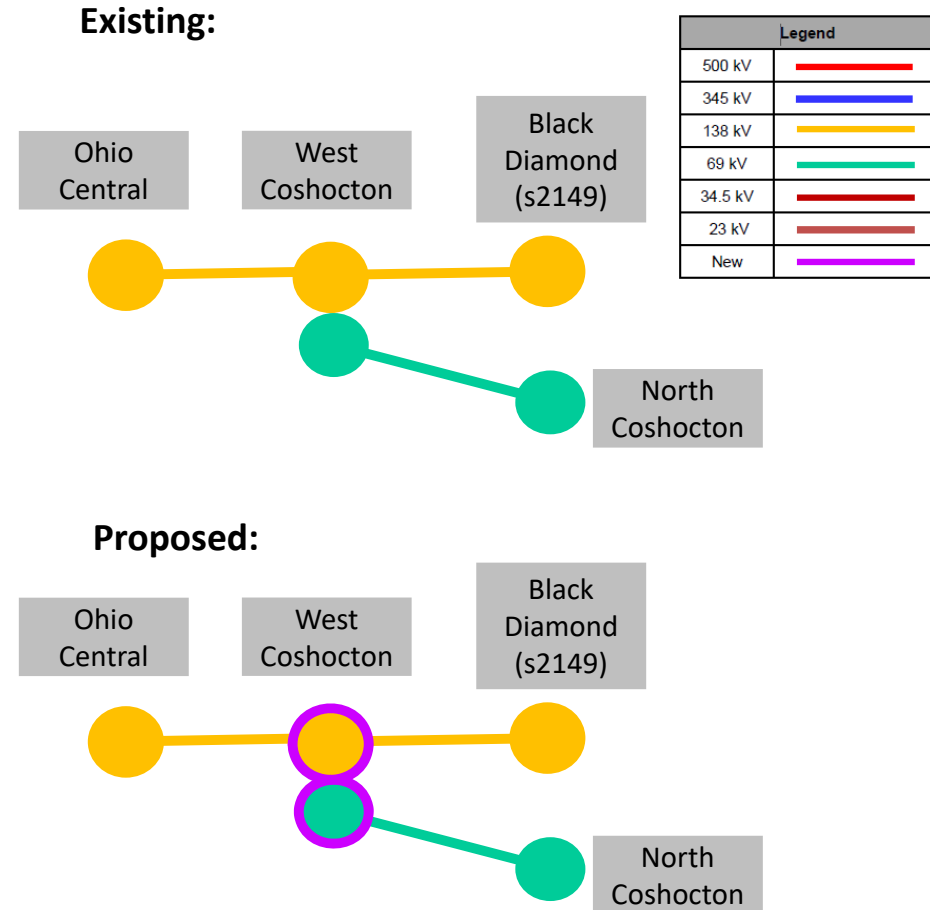 Existing:
Legend
500 kV
345 kV
138 kV
69 kV
34.5 kV
23 kV
New
Ohio
Central
West
Coshocton
Black
Diamond
(s2149)
North
Coshocton
Proposed:
Ohio
Central
West
Coshocton
Black
Diamond
(s2149)
North
Coshocton